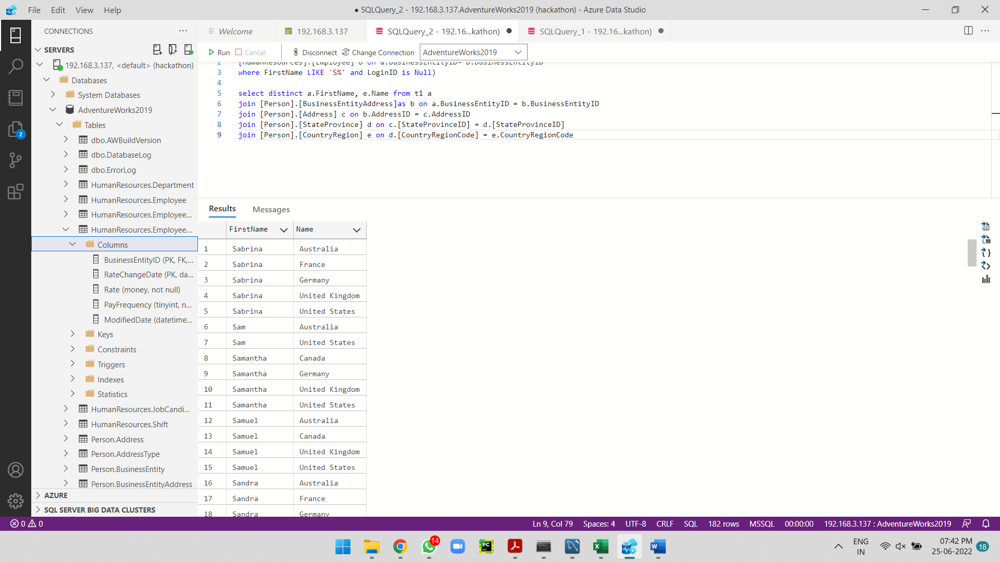 File Edit View Help
● SQLQuery_2 - 192.168.3.137.AdventureWorks2019 (hackathon) - Azure Data Studio
CONNECTIONS
Welcome
192.168.3.137
SQLQuery_2 - 192.16...kathon)
SQLQuery_1 - 192.16...kathon)
SERVERS
Run Cancel Disconnect Change Connection AdventureWorks2019
192.168.3.137, <default> (hackathon)
Databases
System Databases
AdventureWorks2019
Tables
dbo.AWBuildVersion
dbo.DatabaseLog
dbo.ErrorLog
HumanResources.Department
HumanResources.Employee
HumanResources.Employee...
HumanResources.Employee...
Columns
BusinessEntityID (PK, FK,...
RateChangeDate (PK, da...
Rate (money, not null)
PayFrequency (tinyint, n...
ModifiedDate (datetime...
Keys
Constraints
Triggers
Indexes
Statistics
HumanResources.JobCandi...
HumanResources.Shift
Person.Address
Person.AddressType
Person.BusinessEntity
Person.BusinessEntityAddress
AZURE
SQL SERVER BIG DATA CLUSTERS
2
2 [HumanResources].[Employee] b on a.BusinessEntityID= b.BusinessEntityID
3 where FirstName LIKE 'S%' and LoginID is Null)
4
5 select distinct a.FirstName, e.Name from t1 a
6 join [Person].[BusinessEntityAddress]as b on a.BusinessEntityID = b.BusinessEntityID
7 join [Person].[Address] c on b.AddressID = c.AddressID
8 join [Person].[StateProvince] d on c.[StateProvinceID] = d.[StateProvinceID]
9 join [Person].[CountryRegion] e on d.[CountryRegionCode] = e.CountryRegionCode
Results Messages
FirstName Name
1 Sabrina Australia
2 Sabrina France
3 Sabrina Germany
4 Sabrina United Kingdom
5 Sabrina United States
6 Sam Australia
7 Sam United States
8 Samantha Canada
9 Samantha Germany
10 Samantha United Kingdom
11 Samantha United States
12 Samuel Australia
13 Samuel Canada
14 Samuel United Kingdom
15 Samuel United States
16 Sandra Australia
17 Sandra France
18 Sandra Germany
0 0
Ln 9, Col 79 Spaces: 4 UTF-8 CRLF SQL 182 rows MSSQL 00:00:00 192.168.3.137 : AdventureWorks2019
14
PC
W
ENG
IN
07:42 PM
25-06-2022
18